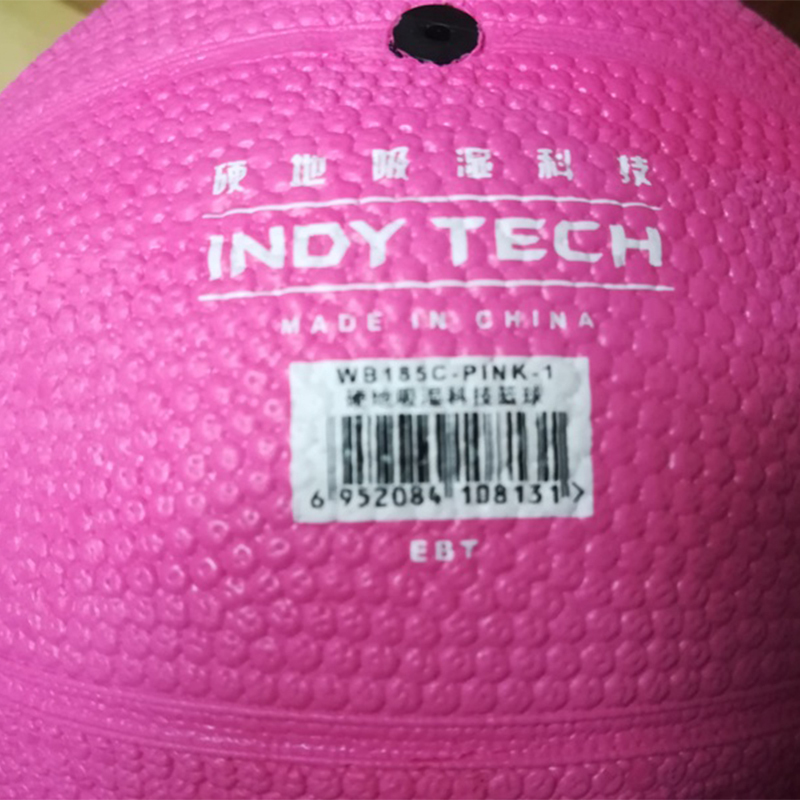 硬地吸湿科技
INDY TECH
MADE IN CHINA
WB185C-PINK-1
硬地吸湿科技篮球
6 952084 108131 >
EBT